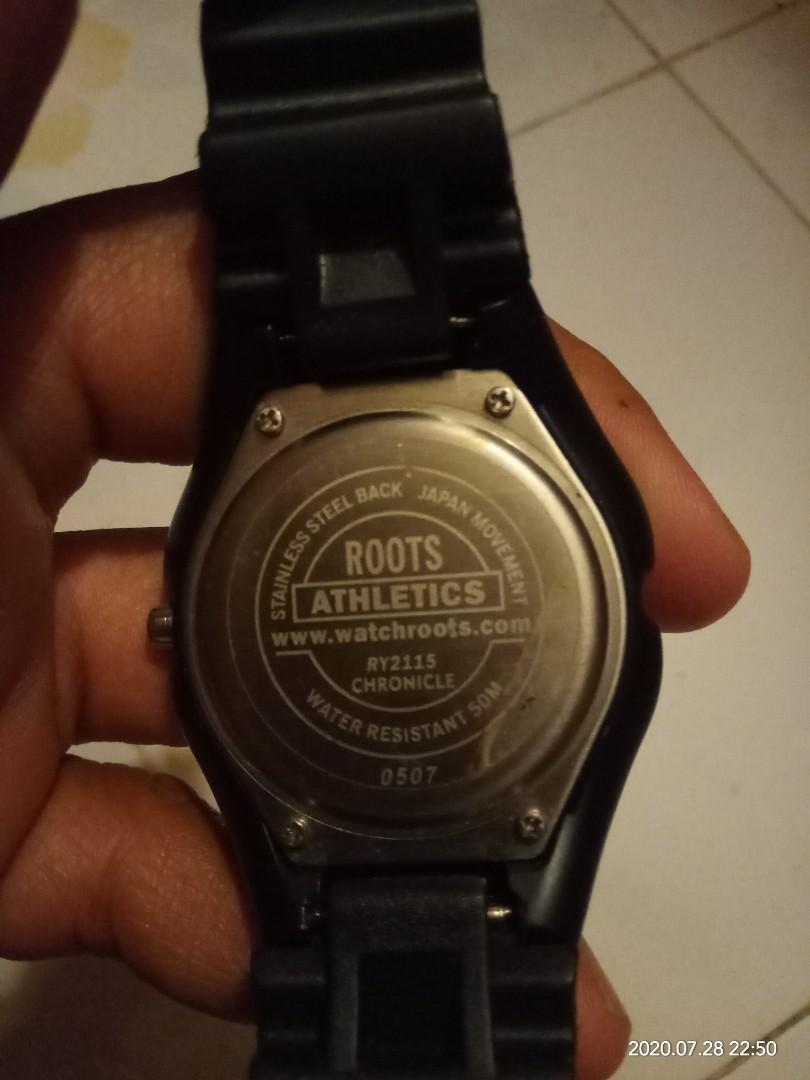 STAINLESS STEEL BACK JAPAN MOVEMENT
ROOTS
ATHLETICS
www.watchroots.com
RY2115
CHRONICLE
WATER RESISTANT 50M
0507
2020.07.28 22:50